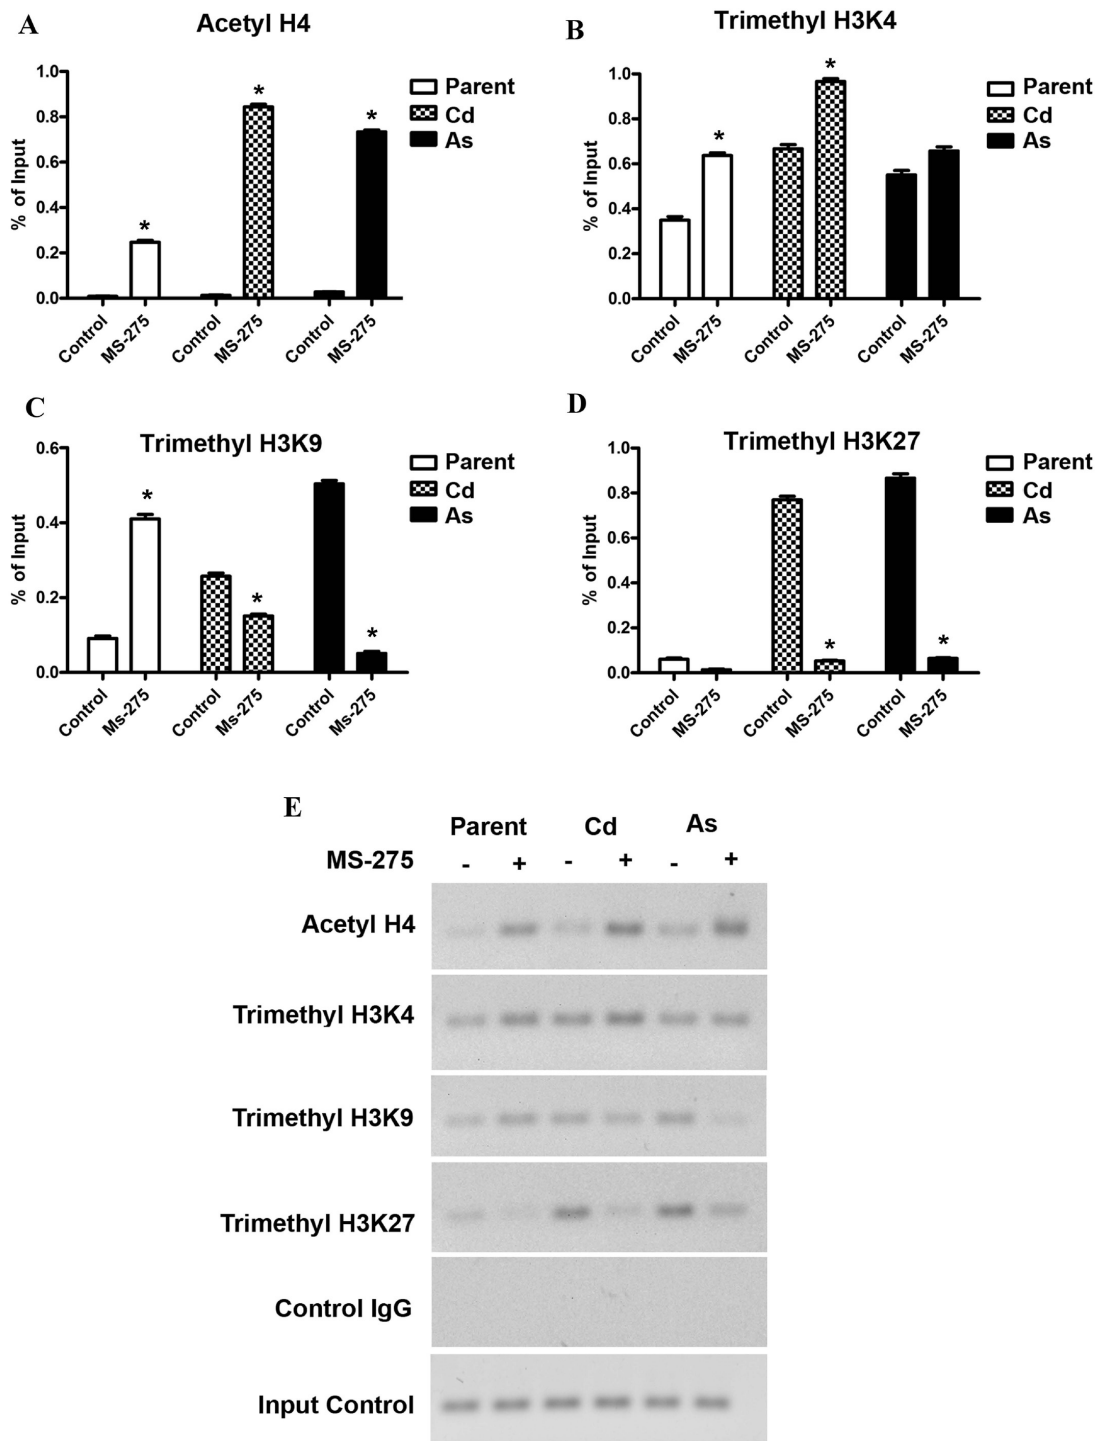 A
Acetyl H4
% of Input
1.0
0.8
0.6
0.4
0.2
0.0
*
*
*
Control
MS-275
Control
MS-275
Control
MS-275
Parent
Cd
As
B
Trimethyl H3K4
% of Input
1.0
0.8
0.6
0.4
0.2
0.0
*
*
Control
MS-275
Control
MS-275
Control
MS-275
Parent
Cd
As
C
Trimethyl H3K9
% of Input
0.6
0.4
0.2
0.0
*
*
*
Control
Ms-275
Control
Ms-275
Control
Ms-275
Parent
Cd
As
D
Trimethyl H3K27
% of Input
1.0
0.8
0.6
0.4
0.2
0.0
*
*
Control
MS-275
Control
MS-275
Control
MS-275
Parent
Cd
As
E
Parent Cd As
MS-275 - + - + - +
Acetyl H4
Trimethyl H3K4
Trimethyl H3K9
Trimethyl H3K27
Control IgG
Input Control